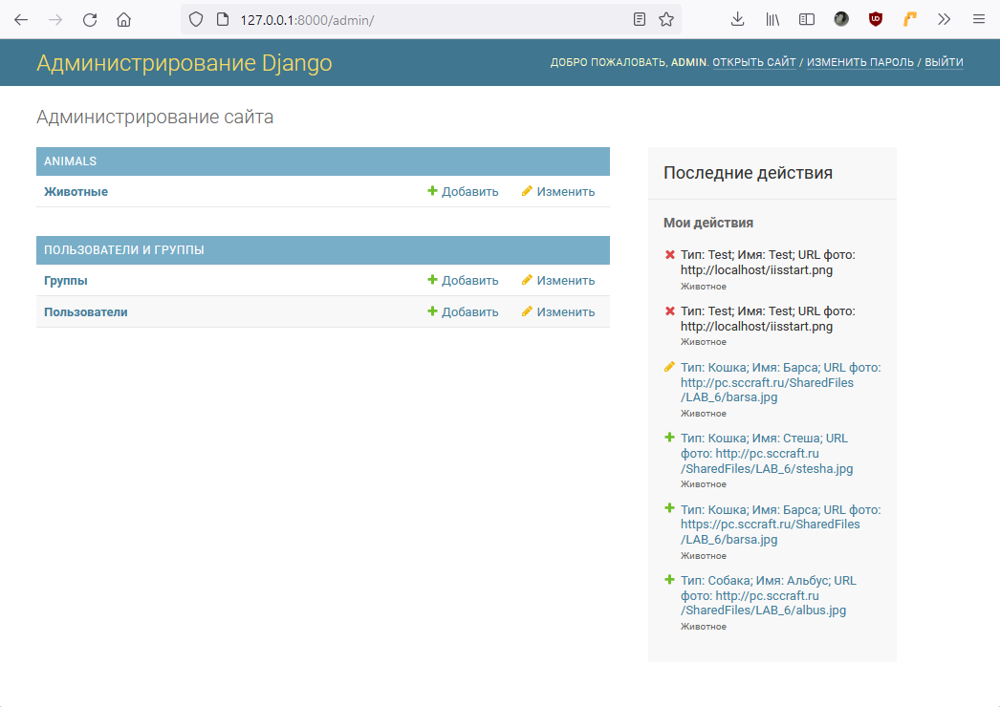 127.0.0.1:8000/admin/
Администрирование Django
ДОБРО ПОЖАЛОВАТЬ, ADMIN. ОТКРЫТЬ САЙТ / ИЗМЕНИТЬ ПАРОЛЬ / ВЫЙТИ
Администрирование сайта
ANIMALS
Животные Добавить Изменить
ПОЛЬЗОВАТЕЛИ И ГРУППЫ
Группы Добавить Изменить
Пользователи Добавить Изменить
Последние действия
Мои действия
Тип: Test; Имя: Test; URL фото:
http://localhost/iisstart.png
Животное
Тип: Test; Имя: Test; URL фото:
http://localhost/iisstart.png
Животное
Тип: Кошка; Имя: Барса; URL фото:
http://pc.sccraft.ru/SharedFiles
/LAB_6/barsa.jpg
Животное
Тип: Кошка; Имя: Стеша; URL
фото: http://pc.sccraft.ru
/SharedFiles/LAB_6/stesha.jpg
Животное
Тип: Кошка; Имя: Барса; URL фото:
https://pc.sccraft.ru/SharedFiles
/LAB_6/barsa.jpg
Животное
Тип: Собака; Имя: Альбус; URL
фото: http://pc.sccraft.ru
/SharedFiles/LAB_6/albus.jpg
Животное